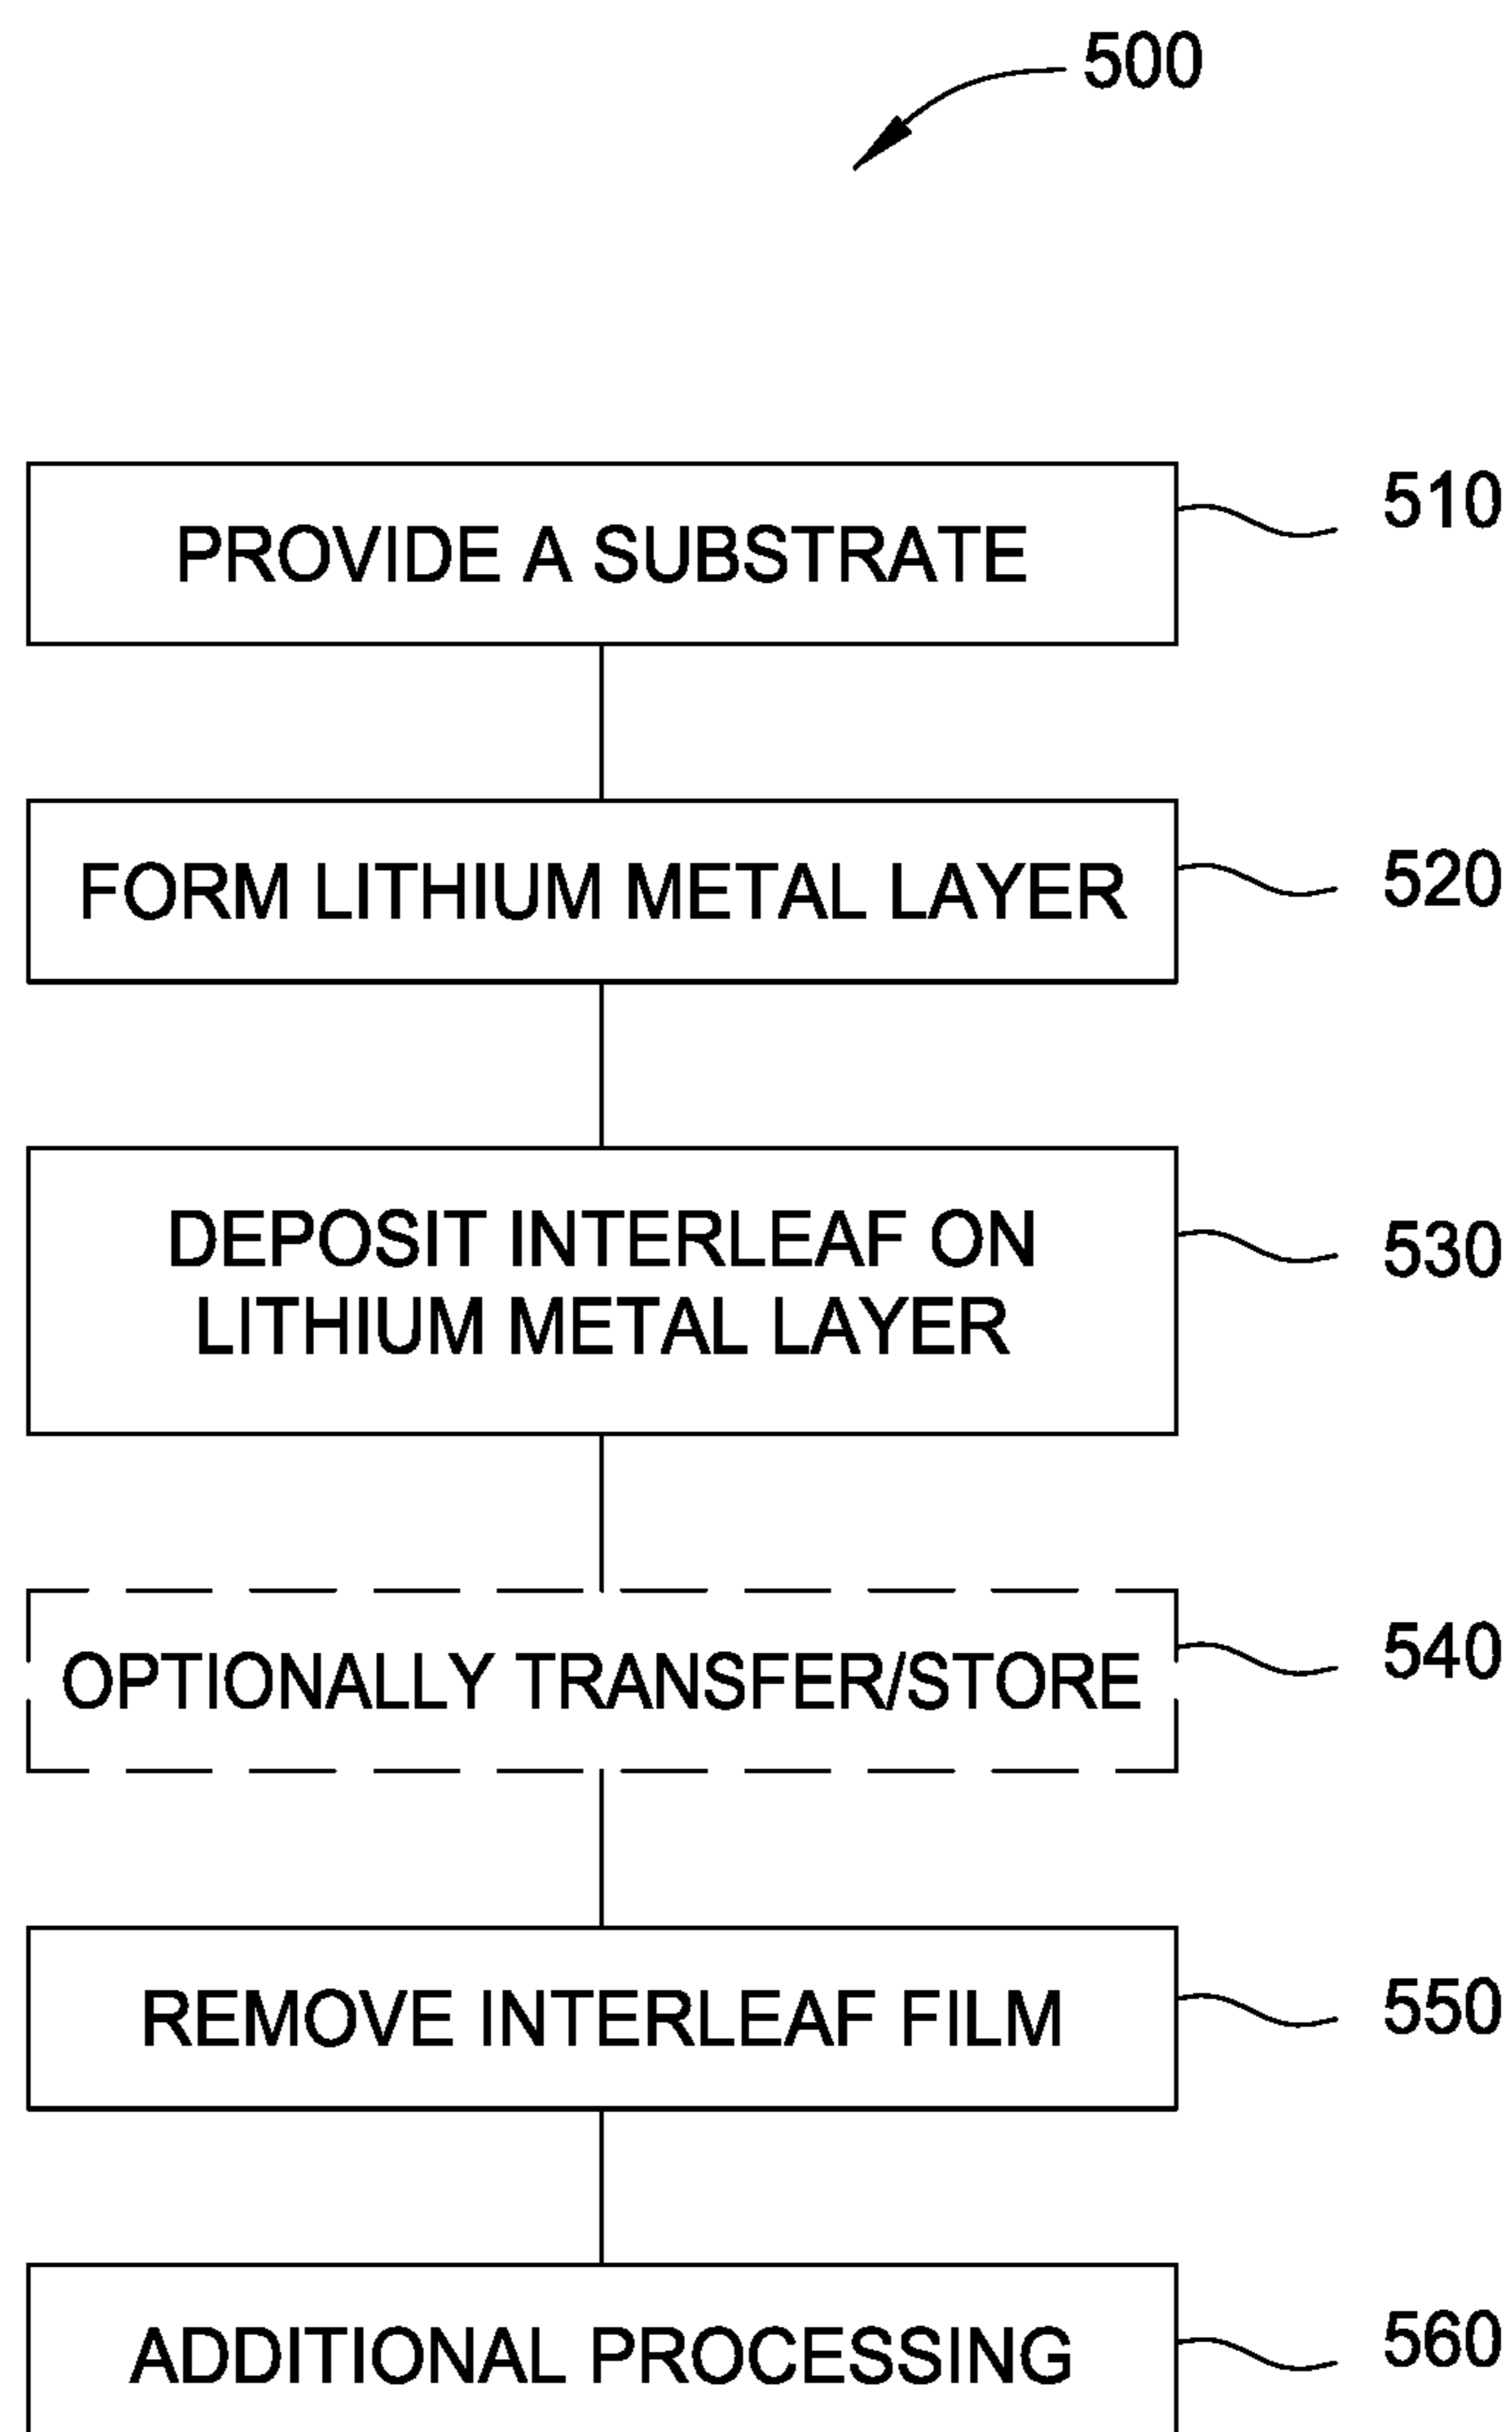 500
PROVIDE A SUBSTRATE
510
FORM LITHIUM METAL LAYER
520
DEPOSIT INTERLEAF ON
LITHIUM METAL LAYER
530
OPTIONALLY TRANSFER/STORE
540
REMOVE INTERLEAF FILM
550
ADDITIONAL PROCESSING
560